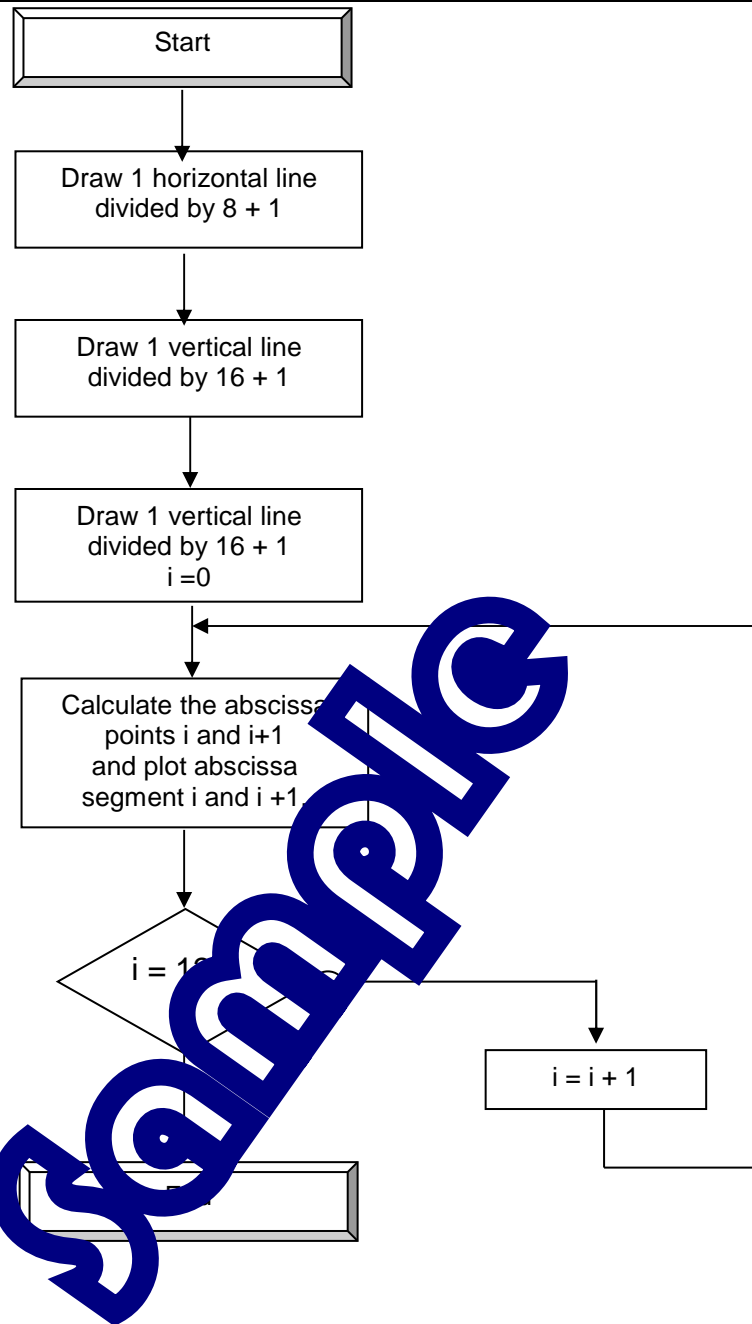 Start
Draw 1 horizontal line
divided by 8 + 1
Draw 1 vertical line
divided by 16 + 1
Draw 1 vertical line
divided by 16 + 1
i =0
Calculate the abscissa
points i and i+1
and plot abscissa
segment i and i +1,
i =
i = i + 1
Sample